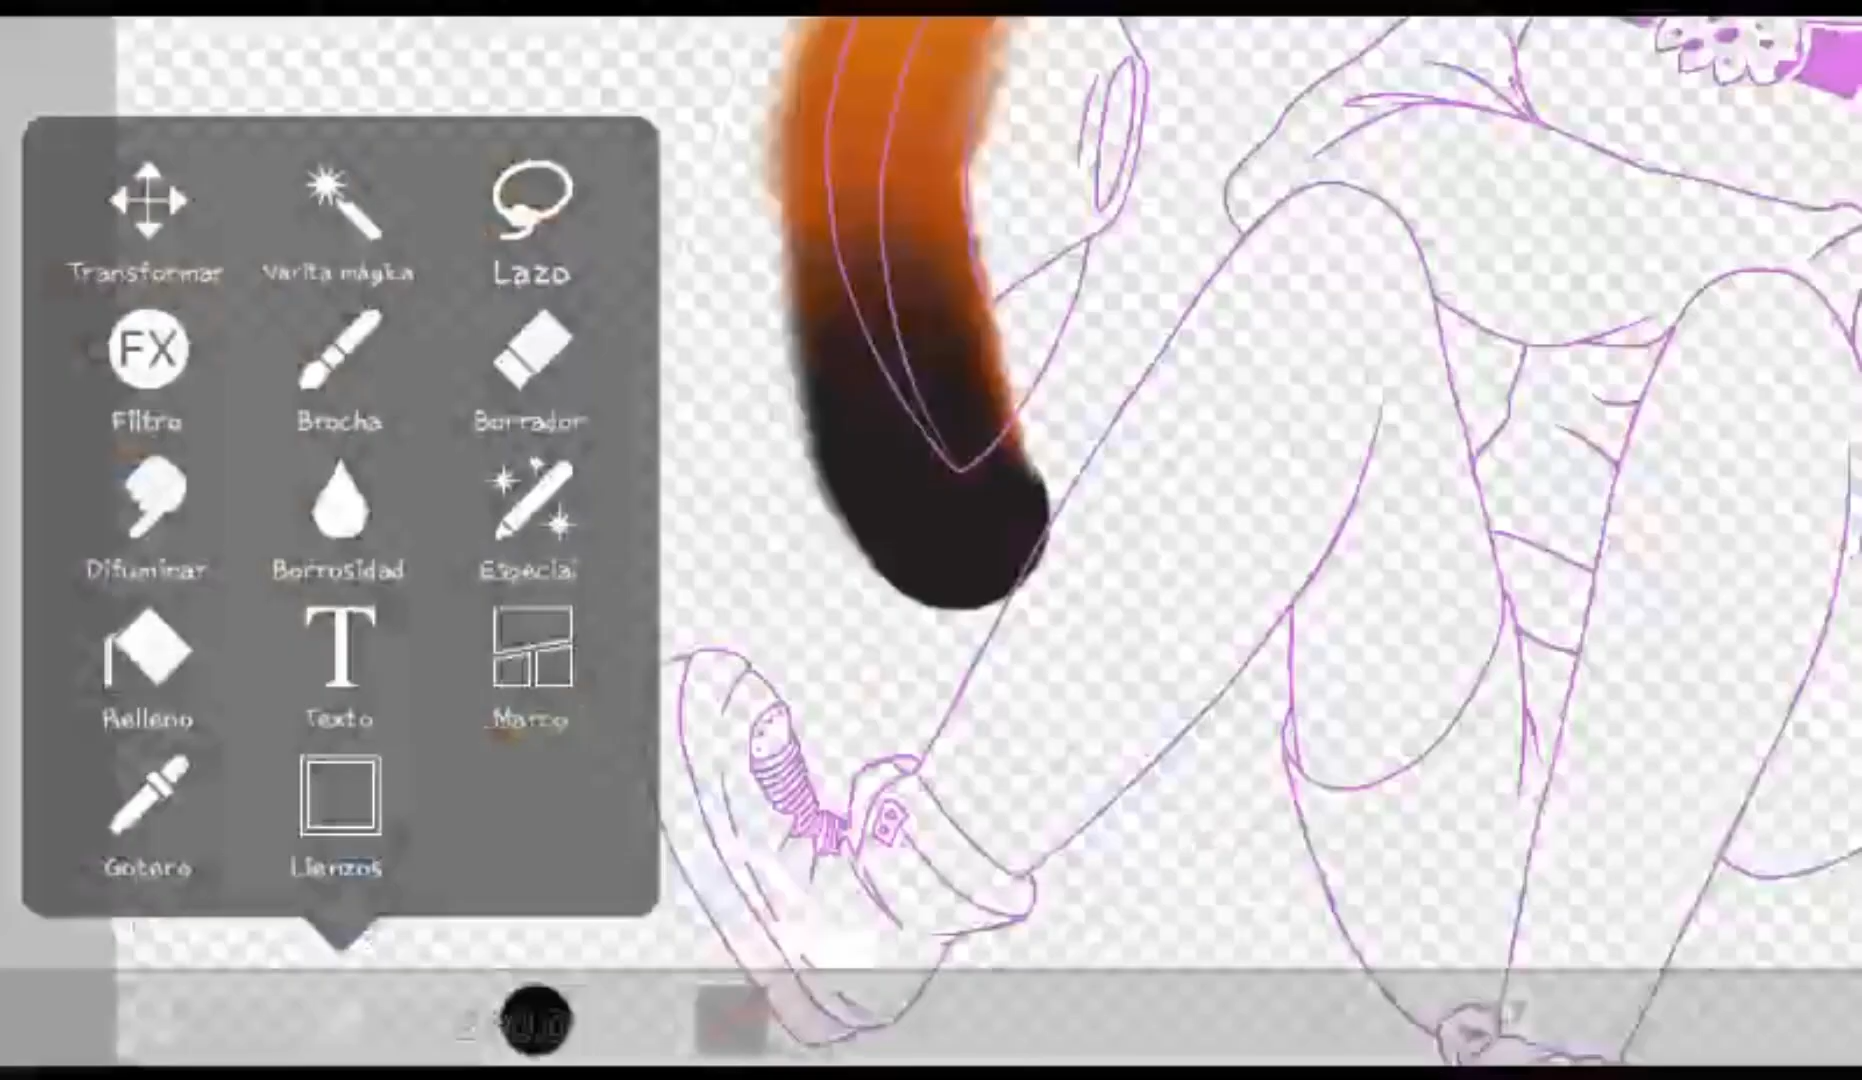 Transformar Varita mágica Lazo
FX
Filtro Brocha Borrador
Difuminar Borrosidad Especial
T
Relleno Texto Marco
Gotero Lienzos